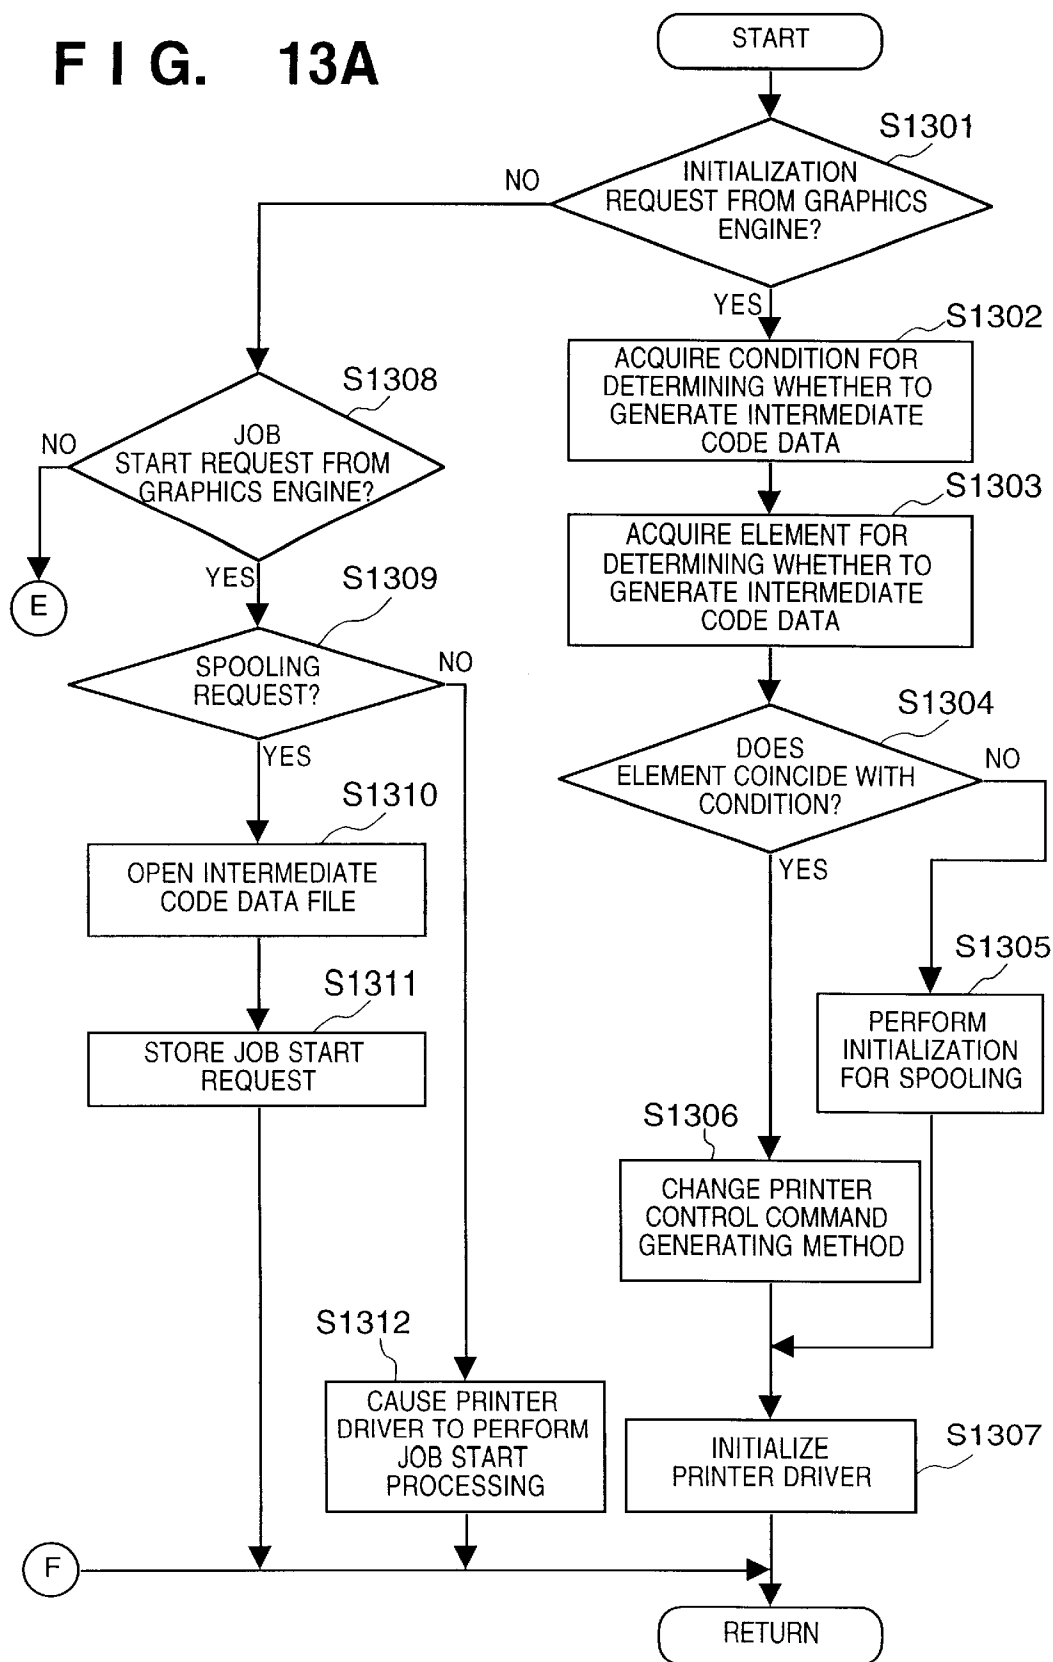 FIG. 13A
START
S1301
INITIALIZATION
REQUEST FROM GRAPHICS
ENGINE?
NO
YES
S1302
ACQUIRE CONDITION FOR
DETERMINING WHETHER TO
GENERATE INTERMEDIATE
CODE DATA
S1303
ACQUIRE ELEMENT FOR
DETERMINING WHETHER TO
GENERATE INTERMEDIATE
CODE DATA
S1304
DOES
ELEMENT COINCIDE WITH
CONDITION?
NO
YES
S1305
PERFORM
INITIALIZATION
FOR SPOOLING
S1306
CHANGE PRINTER
CONTROL COMMAND
GENERATING METHOD
S1307
INITIALIZE
PRINTER DRIVER
S1308
JOB
START REQUEST FROM
GRAPHICS ENGINE?
NO
E
YES
S1309
SPOOLING
REQUEST?
NO
YES
S1310
OPEN INTERMEDIATE
CODE DATA FILE
S1311
STORE JOB START
REQUEST
S1312
CAUSE PRINTER
DRIVER TO PERFORM
JOB START
PROCESSING
F
RETURN